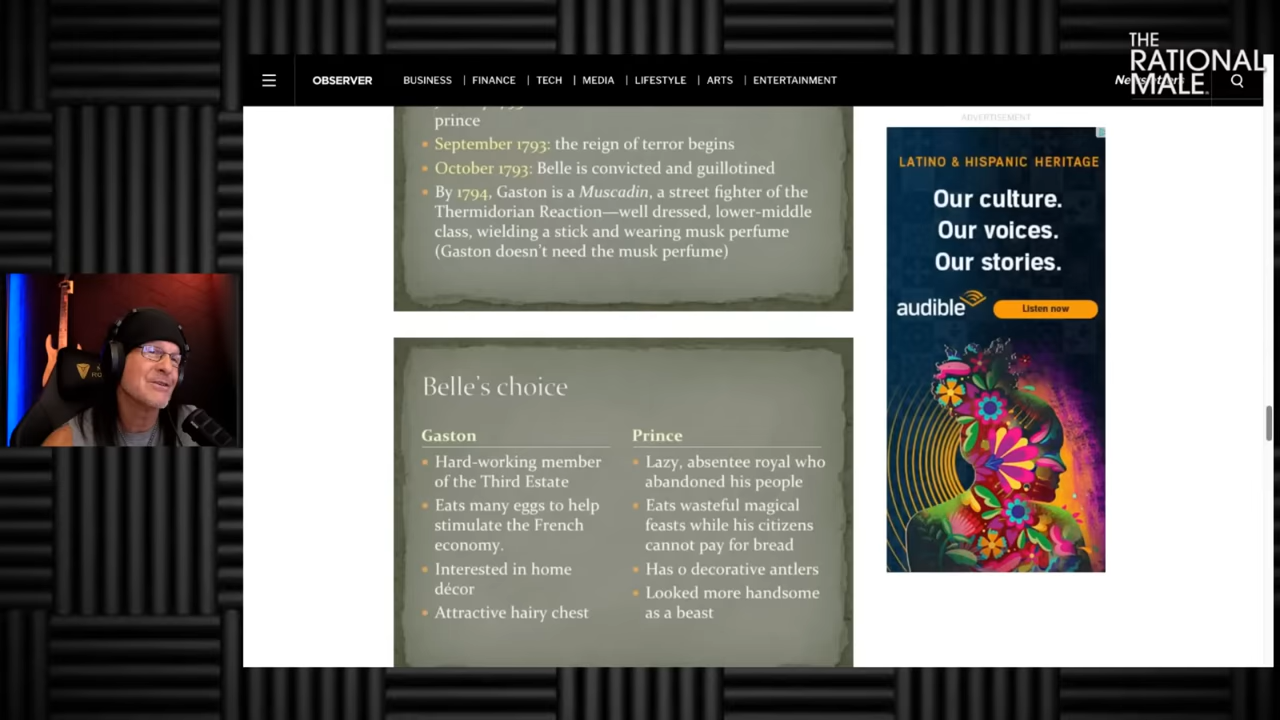 THE
RATIONAL
MALE
OBSERVER
BUSINESS | FINANCE | TECH | MEDIA | LIFESTYLE | ARTS | ENTERTAINMENT
prince
• September 1793: the reign of terror begins
• October 1793: Belle is convicted and guillotined
• By 1794, Gaston is a Muscadin, a street fighter of the
Thermidorian Reaction—well dressed, lower-middle
class, wielding a stick and wearing musk perfume
(Gaston doesn't need the musk perfume)
Belle's choice
Gaston
• Hard-working member
of the Third Estate
• Eats many eggs to help
stimulate the French
economy.
• Interested in home
décor
• Attractive hairy chest
Prince
• Lazy, absentee royal who
abandoned his people
• Eats wasteful magical
feasts while his citizens
cannot pay for bread
• Has 0 decorative antlers
• Looked more handsome
as a beast
ADVERTISEMENT
LATINO & HISPANIC HERITAGE
Our culture.
Our voices.
Our stories.
audible
Listen now